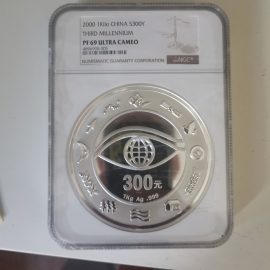 2000 1Kilo CHINA S300Y
THIRD MILLENNIUM
PF 69 ULTRA CAMEO
NUMISMATIC GUARANTY CORPORATION
NGC
300元
1Kg Ag .999